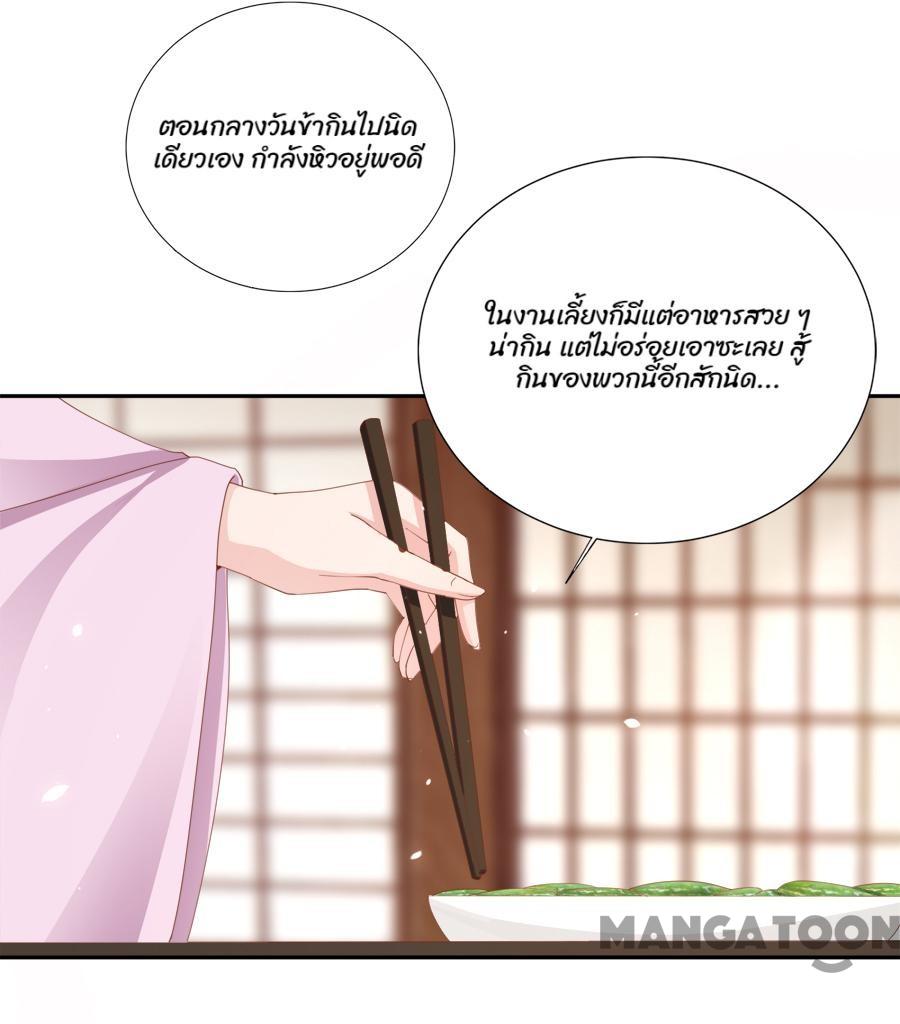 ตอนกลางวันข้ากินไปนิด
เดียวเอง กำลังหิวอยู่พอดี
ในงานเลี้ยงก็มีแต่อาหารสวย ๆ
น่ากิน แต่ไม่อร่อยเอาซะเลย สู้
กินของพวกนี้อีกสักนิด...
MANGATOON